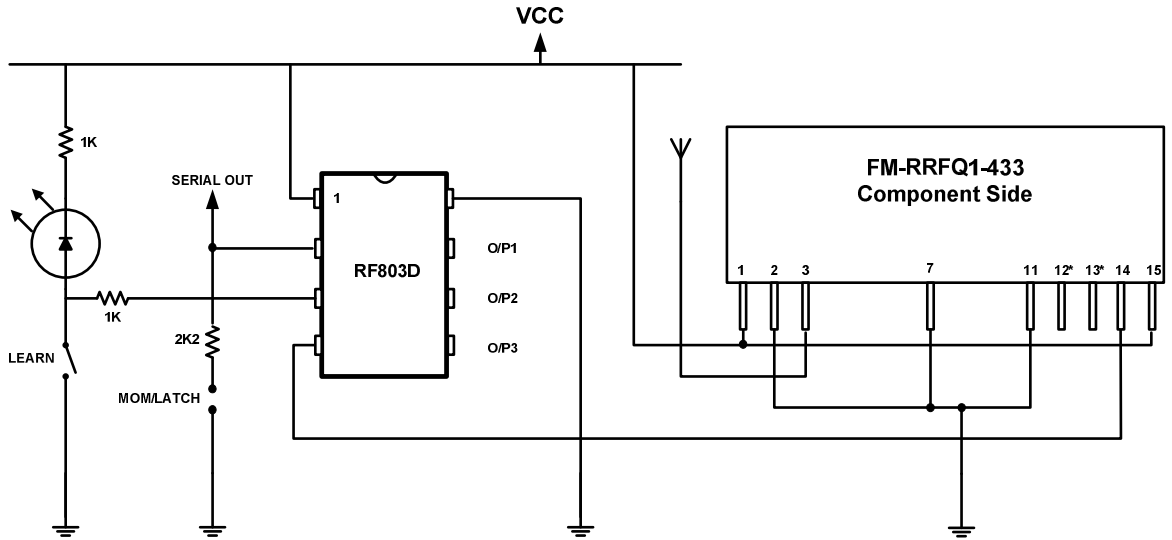 VCC
1K
SERIAL OUT
1
RF803D
O/P1
O/P2
O/P3
1K
2K2
LEARN
MOM/LATCH
FM-RRFQ1-433
Component Side
1 2 3 7 11 12* 13* 14 15